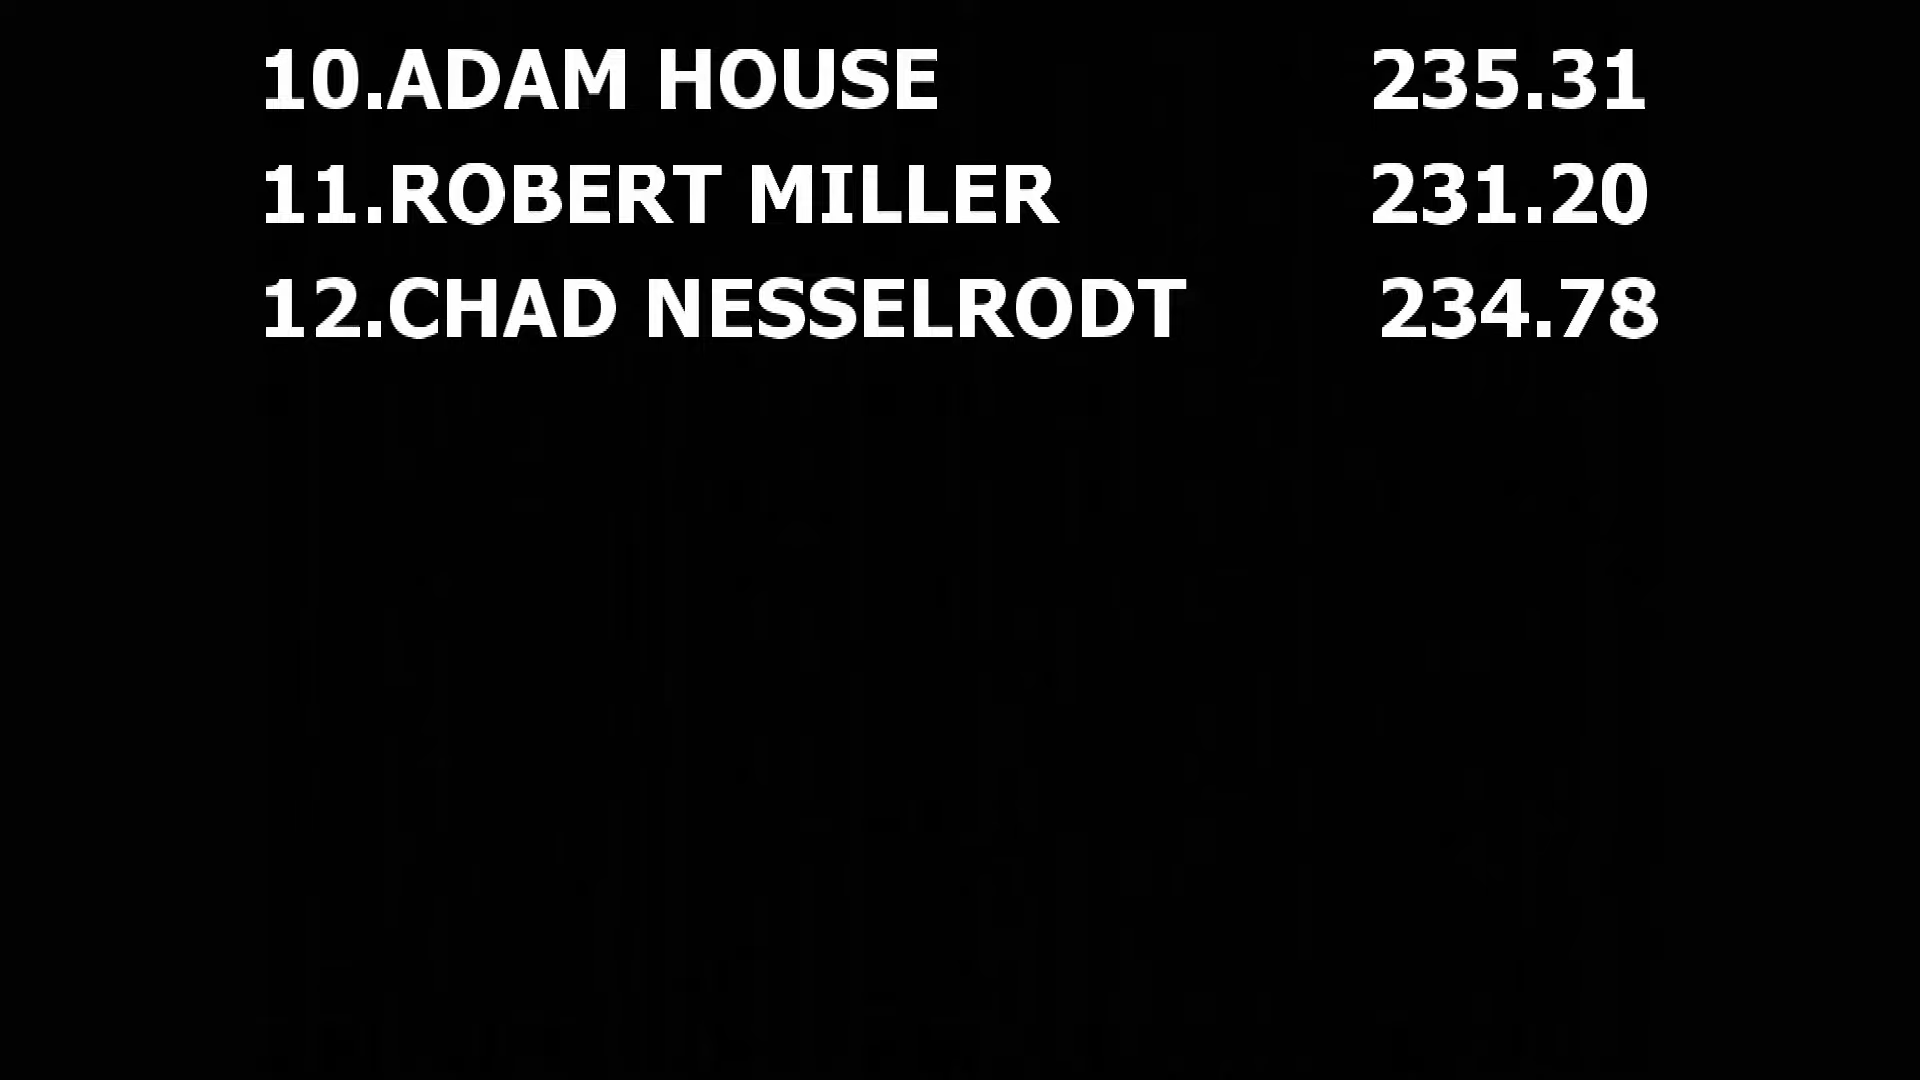 10.ADAM HOUSE 235.31
11.ROBERT MILLER 231.20
12.CHAD NESSELRODT 234.78